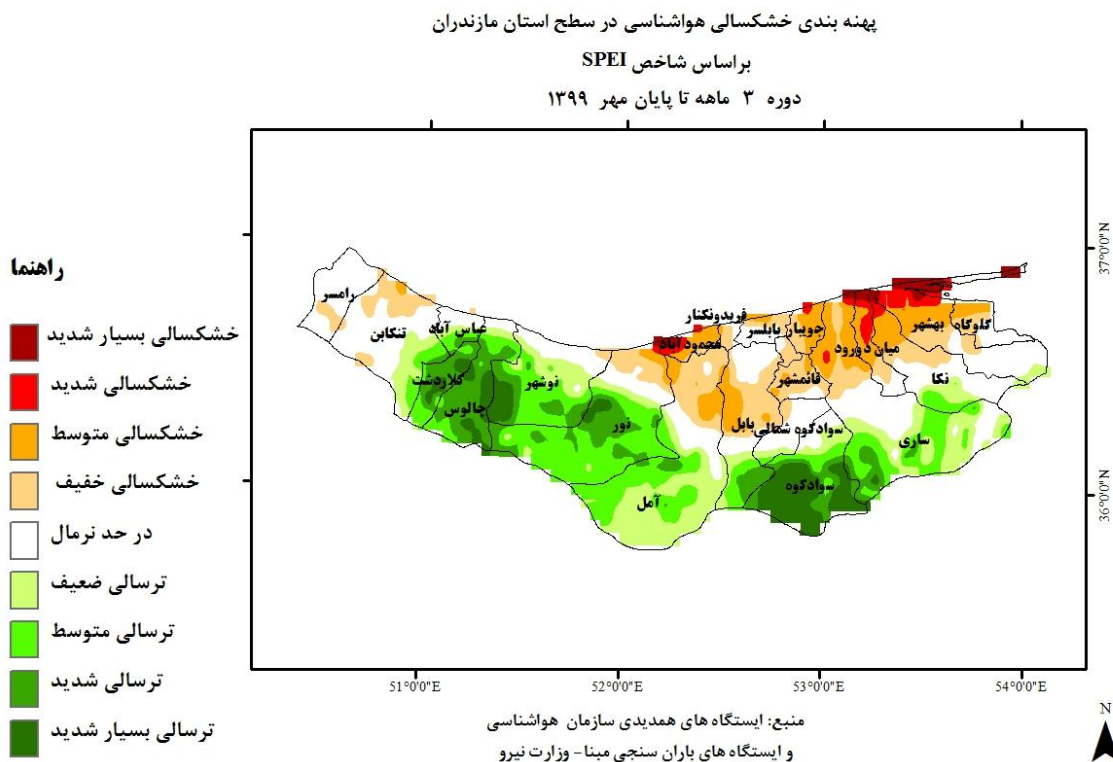 پهنه بندی خشکسالی هواشناسی در سطح استان مازندران
براساس شاخص SPEI
دوره ۳ ماهه تا پایان مهر ۱۳۹۹
راهنما
خشکسالی بسیار شدید
خشکسالی شدید
خشکسالی متوسط
خشکسالی خفیف
در حد نرمال
ترسالی ضعیف
ترسالی متوسط
ترسالی شدید
ترسالی بسیار شدید
رامسر
تنکابن
عباس آباد
کلاردشت
چالوس
نوشهر
نور
آمل
محمودآباد
فریدونکنار
بابلسر
جویبار
بابل
قائمشهر
سوادکوه شمالی
سوادکوه
میان دورود
بهشهر
گلوگاه
نکا
ساری
37°0'0"N
36°0'0"N
51°0'0"E
52°0'0"E
53°0'0"E
54°0'0"E
N
منبع: ایستگاه های همدیدی سازمان هواشناسی
و ایستگاه های باران سنجی مبنا- وزارت نیرو